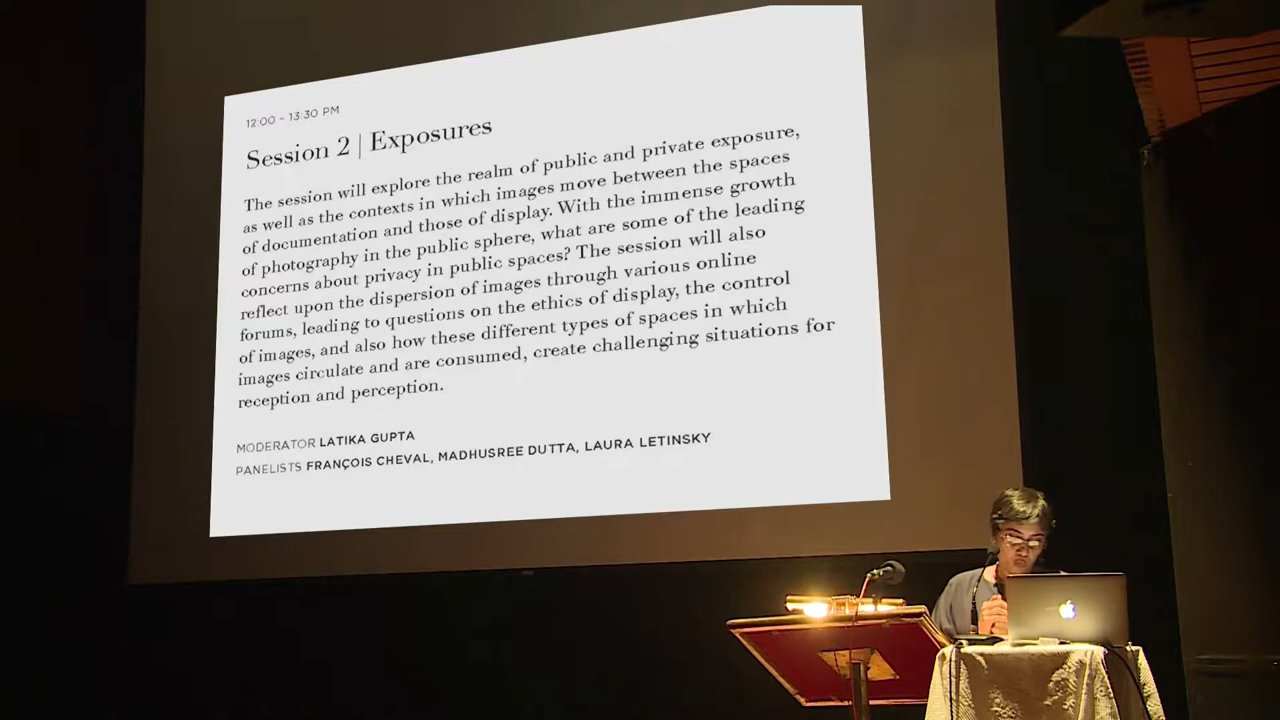 12:00 - 13:30 PM
Session 2 | Exposures
The session will explore the realm of public and private exposure,
as well as the contexts in which images move between the spaces
of documentation and those of display. With the immense growth
of photography in the public sphere, what are some of the leading
concerns about privacy in public spaces? The session will also
reflect upon the dispersion of images through various online
forums, leading to questions on the ethics of display, the control
of images, and also how these different types of spaces in which
images circulate and are consumed, create challenging situations for
reception and perception.
MODERATOR LATIKA GUPTA
PANELISTS FRANÇOIS CHEVAL, MADHUSREE DUTTA, LAURA LETINSKY